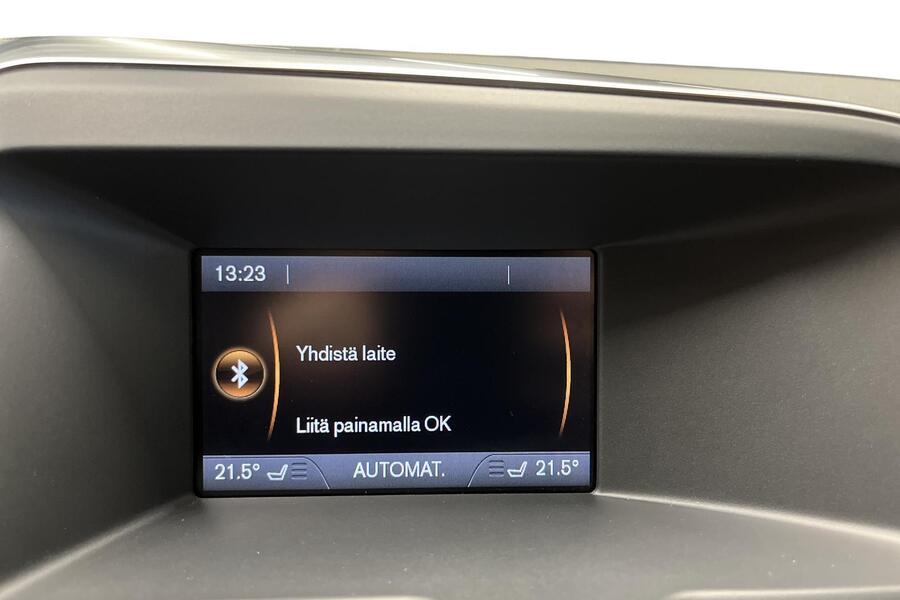 13:23
Yhdistä laite
Liitä painamalla OK
21.5° AUTOMAT. 21.5°